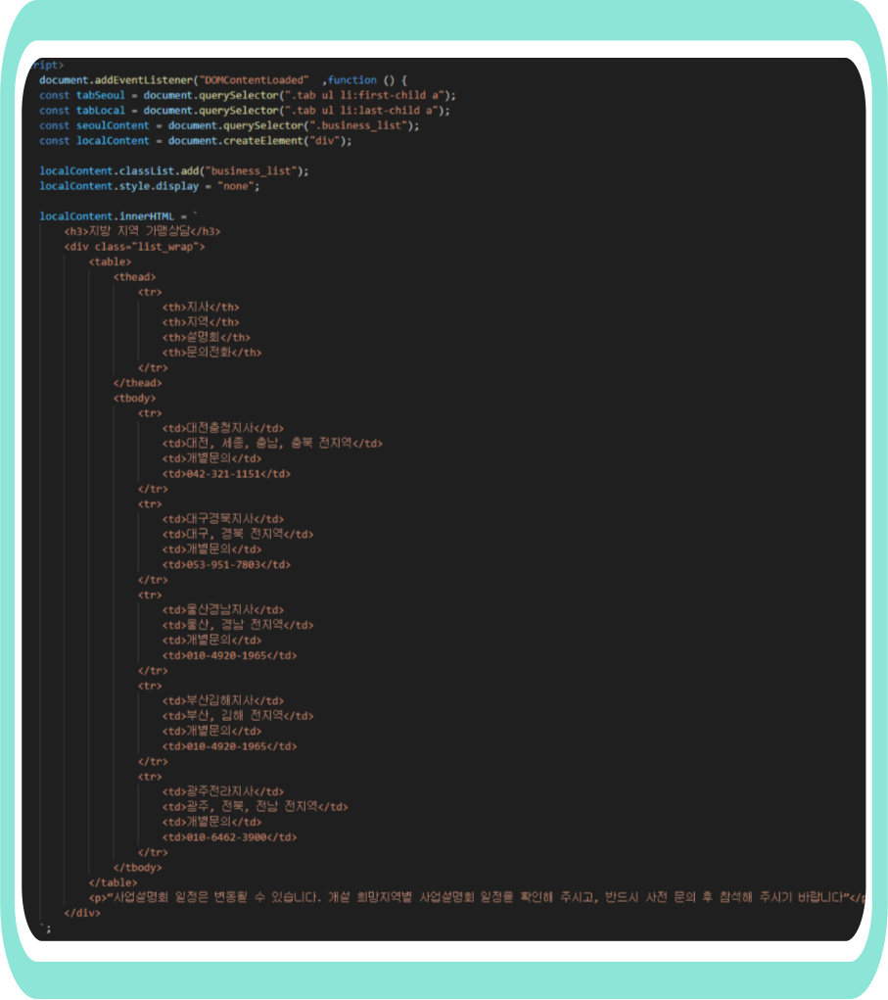 ript>
document.addEventListener("DOMContentLoaded"  ,function () {
const tabSeoul = document.querySelector(".tab ul li:first-child a");
const tabLocal = document.querySelector(".tab ul li:last-child a");
const seoulContent = document.querySelector(".business_list");
const localContent = document.createElement("div");
localContent.classList.add("business_list");
localContent.style.display = "none";
localContent.innerHTML = `
<h3>지방 지역 가맹상담</h3>
<div class="list_wrap">
<table>
<thead>
<tr>
<th>지사</th>
<th>지역</th>
<th>설명회</th>
<th>문의전화</th>
</tr>
</thead>
<tbody>
<tr>
<td>대전충청지사</td>
<td>대전, 세종, 충남, 충북 전지역</td>
<td>개별문의</td>
<td>042-321-1151</td>
</tr>
<tr>
<td>대구경북지사</td>
<td>대구, 경북 전지역</td>
<td>개별문의</td>
<td>053-951-7803</td>
</tr>
<tr>
<td>울산경남지사</td>
<td>울산, 경남 전지역</td>
<td>개별문의</td>
<td>010-4920-1965</td>
</tr>
<tr>
<td>부산김해지사</td>
<td>부산, 김해 전지역</td>
<td>개별문의</td>
<td>010-4920-1965</td>
</tr>
<tr>
<td>광주전라지사</td>
<td>광주, 전북, 전남 전지역</td>
<td>개별문의</td>
<td>010-6462-3900</td>
</tr>
</tbody>
</table>
<p>“사업설명회 일정은 변동될 수 있습니다. 개설 희망지역별 사업설명회 일정을 확인해 주시고, 반드시 사전 문의 후 참석해 주시기 바랍니다”</p
</div>
`;